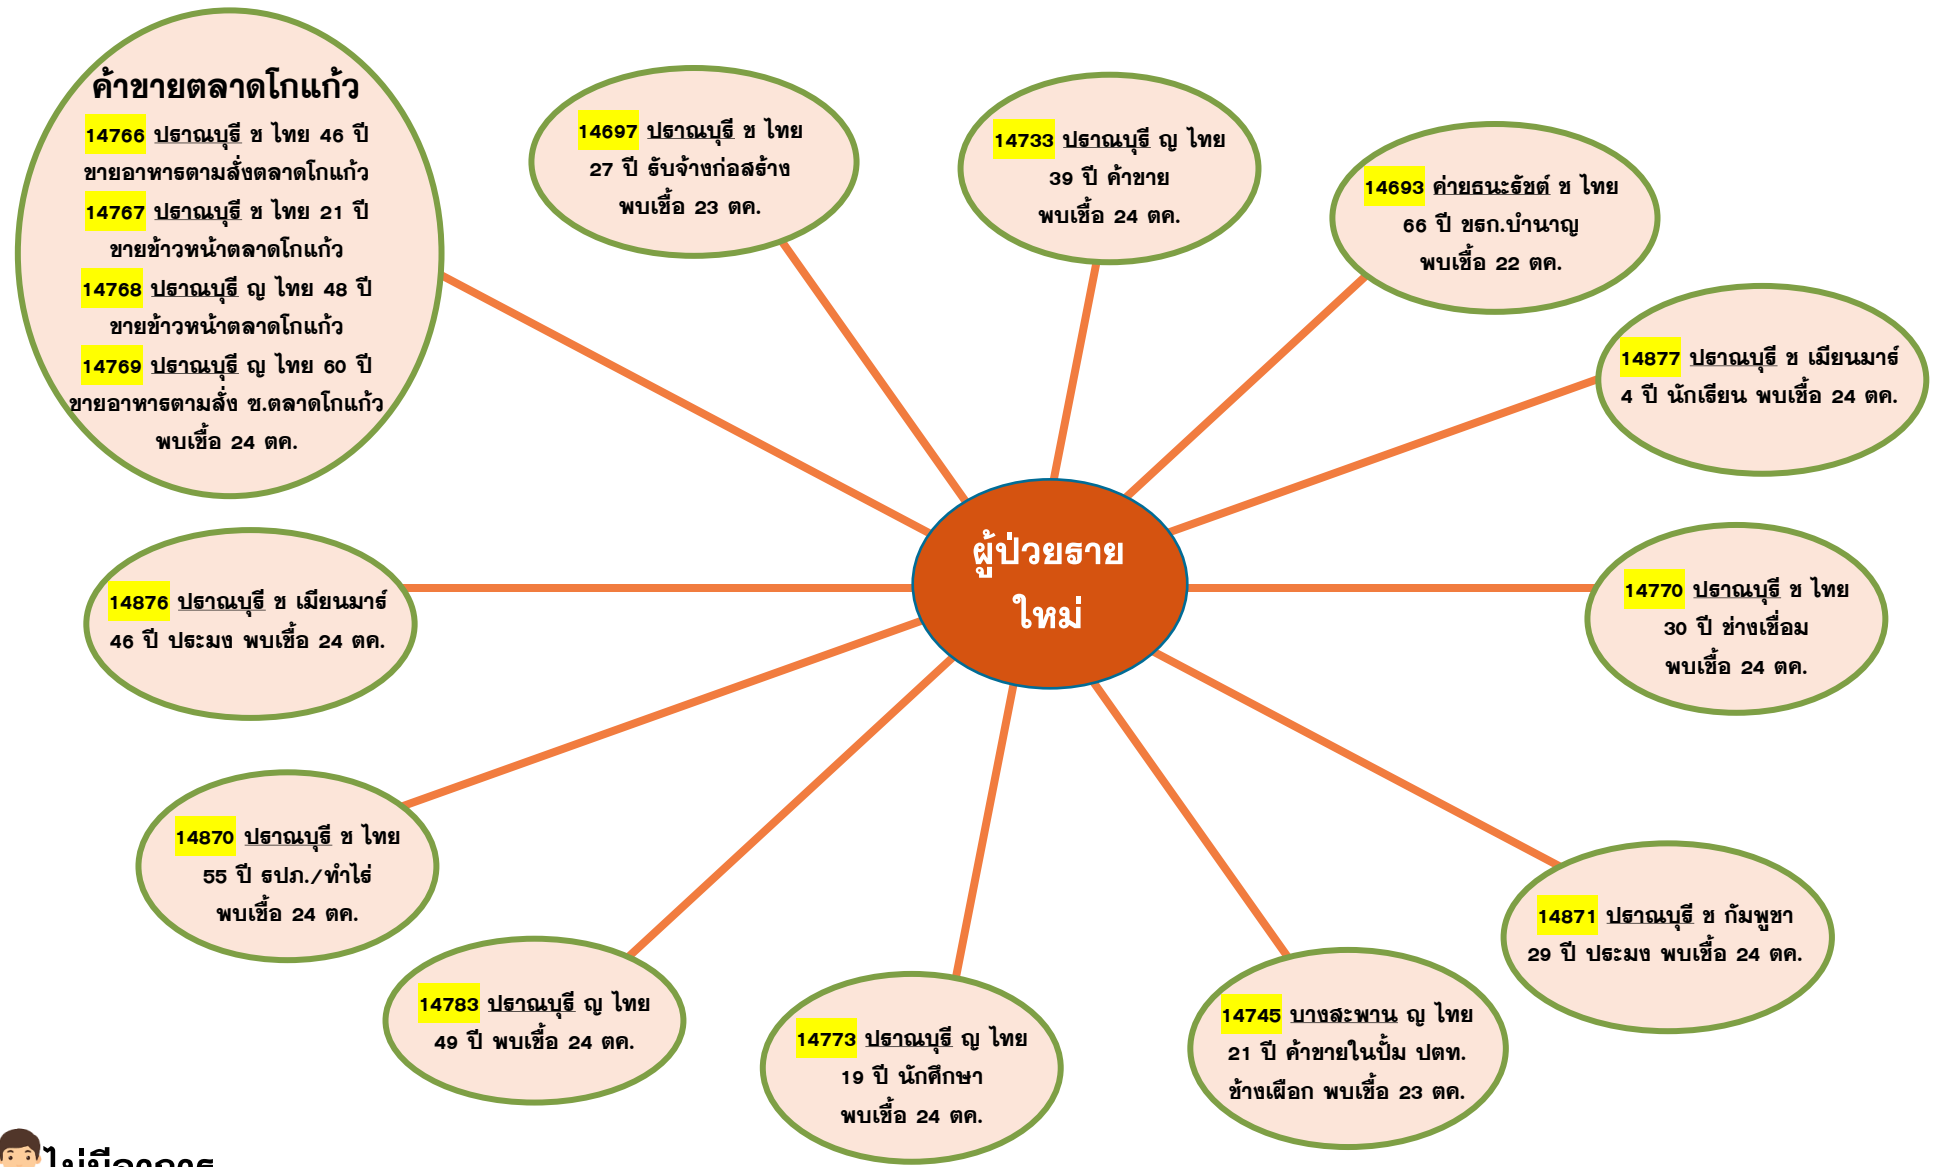 ค้าขายตลาดโกแก้ว
14766 ปราณบุรี ช ไทย 46 ปี
ขายอาหารตามสั่งตลาดโกแก้ว
14767 ปราณบุรี ช ไทย 21 ปี
ขายข้าวหน้าตลาดโกแก้ว
14768 ปราณบุรี ญ ไทย 48 ปี
ขายข้าวหน้าตลาดโกแก้ว
14769 ปราณบุรี ญ ไทย 60 ปี
ขายอาหารตามสั่ง ซ.ตลาดโกแก้ว
พบเชื้อ 24 ตค.
14697 ปราณบุรี ช ไทย
27 ปี รับจ้างก่อสร้าง
พบเชื้อ 23 ตค.
14733 ปราณบุรี ญ ไทย
39 ปี ค้าขาย
พบเชื้อ 24 ตค.
14693 ค่ายธนะรัชต์ ช ไทย
66 ปี ขรก.บำนาญ
พบเชื้อ 22 ตค.
14877 ปราณบุรี ช เมียนมาร์
4 ปี นักเรียน พบเชื้อ 24 ตค.
ผู้ป่วยราย
ใหม่
14876 ปราณบุรี ช เมียนมาร์
46 ปี ประมง พบเชื้อ 24 ตค.
14770 ปราณบุรี ช ไทย
30 ปี ช่างเชื่อม
พบเชื้อ 24 ตค.
14870 ปราณบุรี ช ไทย
55 ปี รปภ./ทำไร่
พบเชื้อ 24 ตค.
14871 ปราณบุรี ช กัมพูชา
29 ปี ประมง พบเชื้อ 24 ตค.
14783 ปราณบุรี ญ ไทย
49 ปี พบเชื้อ 24 ตค.
14773 ปราณบุรี ญ ไทย
19 ปี นักศึกษา
พบเชื้อ 24 ตค.
14745 บางสะพาน ญ ไทย
21 ปี ค้าขายในปั้ม ปตท.
ช้างเผือก พบเชื้อ 23 ตค.
ไม่มีอาการ